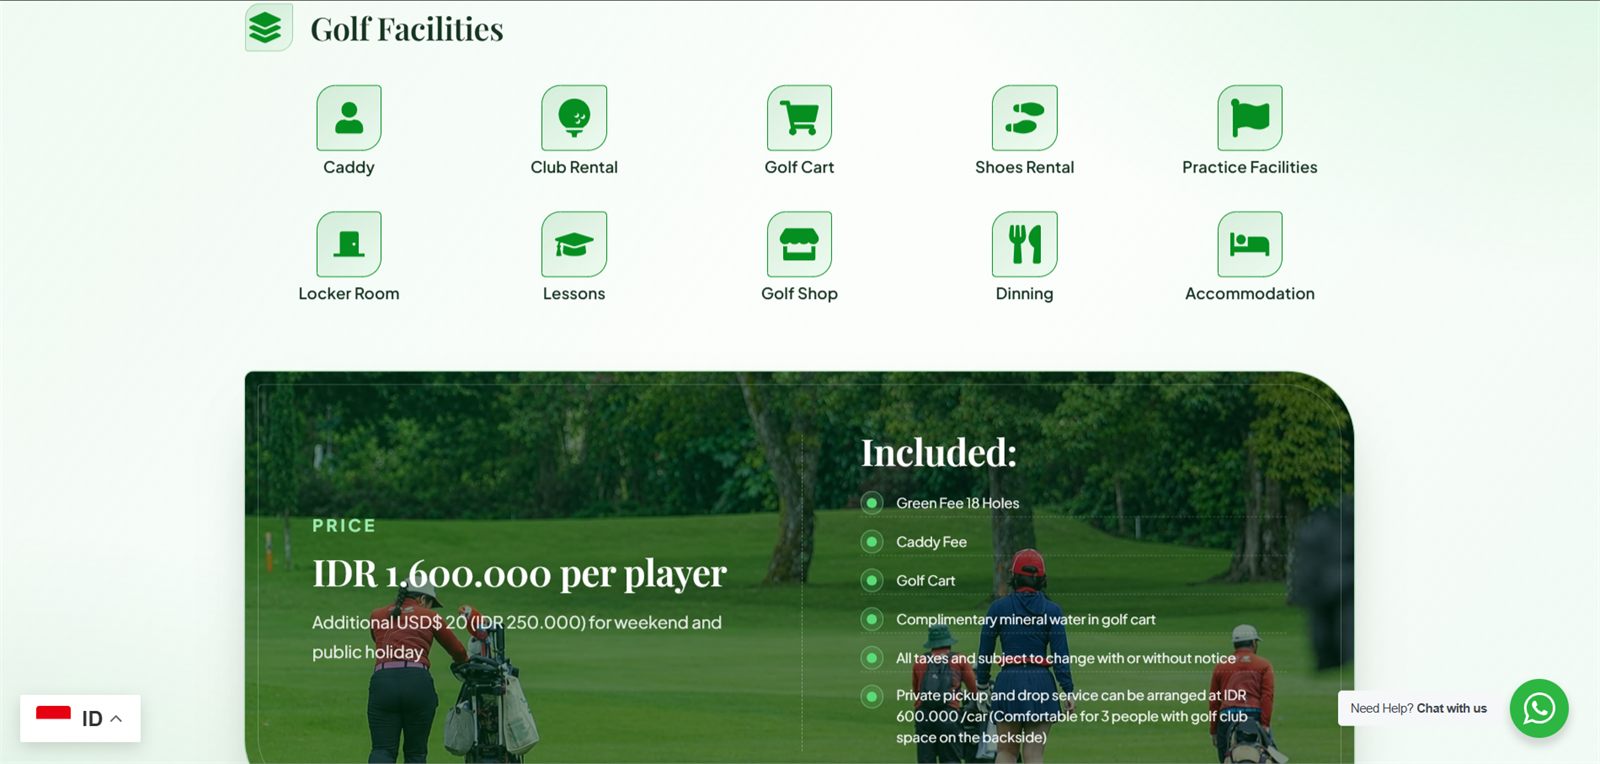 Golf Facilities
Caddy
Club Rental
Golf Cart
Shoes Rental
Practice Facilities
Locker Room
Lessons
Golf Shop
Dinning
Accommodation
PRICE
IDR 1.600.000 per player
Additional USD$ 20 (IDR 250.000) for weekend and
public holiday
Included:
Green Fee 18 Holes
Caddy Fee
Golf Cart
Complimentary mineral water in golf cart
All taxes and subject to change with or without notice
Private pickup and drop service can be arranged at IDR
600.000 /car (Comfortable for 3 people with golf club
space on the backside)
ID
Need Help? Chat with us